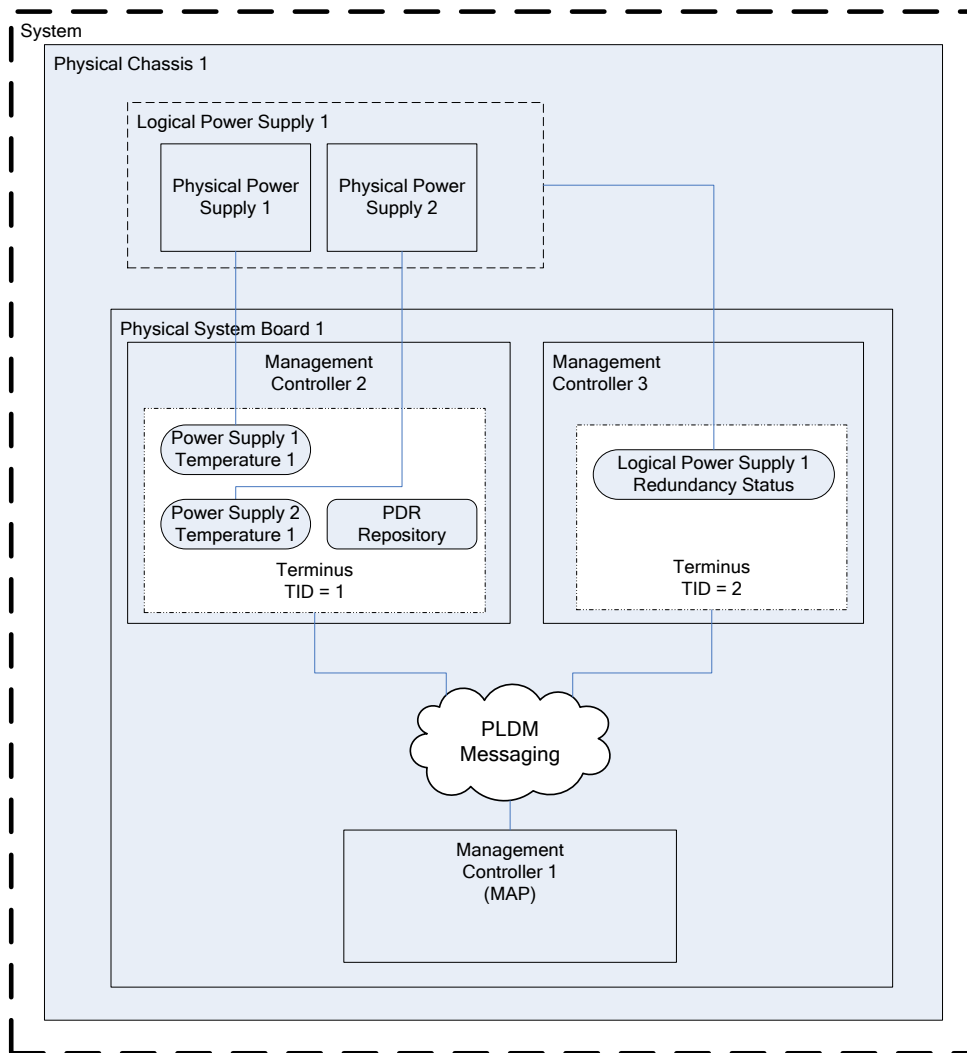 System
Physical Chassis 1
Logical Power Supply 1
Physical Power
Supply 1
Physical Power
Supply 2
Physical System Board 1
Management
Controller 2
Power Supply 1
Temperature 1
Power Supply 2
Temperature 1
PDR
Repository
Terminus
TID = 1
Management
Controller 3
Logical Power Supply 1
Redundancy Status
Terminus
TID = 2
PLDM
Messaging
Management
Controller 1
(MAP)